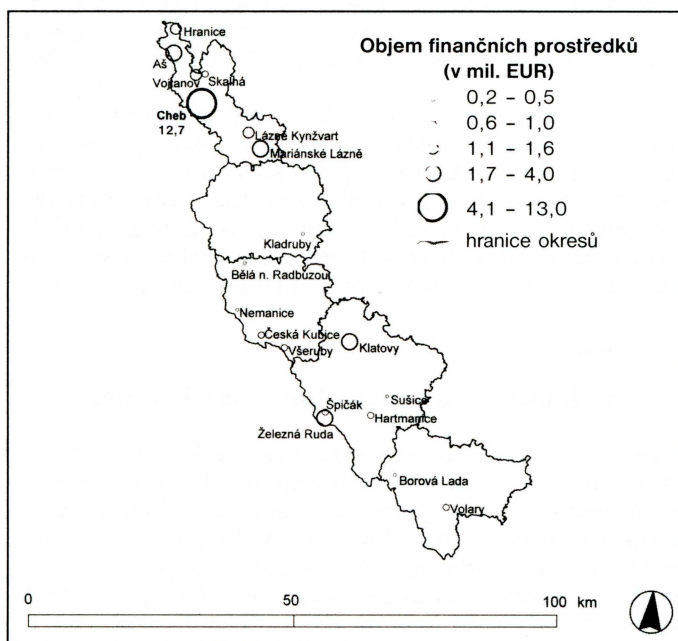 Hranice
Aš
Vojtanov
Skalná
Cheb
12,7
Lázně Kynžvart
Mariánské Lázně
Kladruby
Bělá n. Radbuzou
Nemanice
Česká Kubice
Všeruby
Klatovy
Sušice
Špičák
Hartmanice
Železná Ruda
Borová Lada
Volary
Objem finančních prostředků
(v mil. EUR)
0,2 – 0,5
0,6 – 1,0
1,1 – 1,6
1,7 – 4,0
4,1 – 13,0
hranice okresů
0 50 100 km